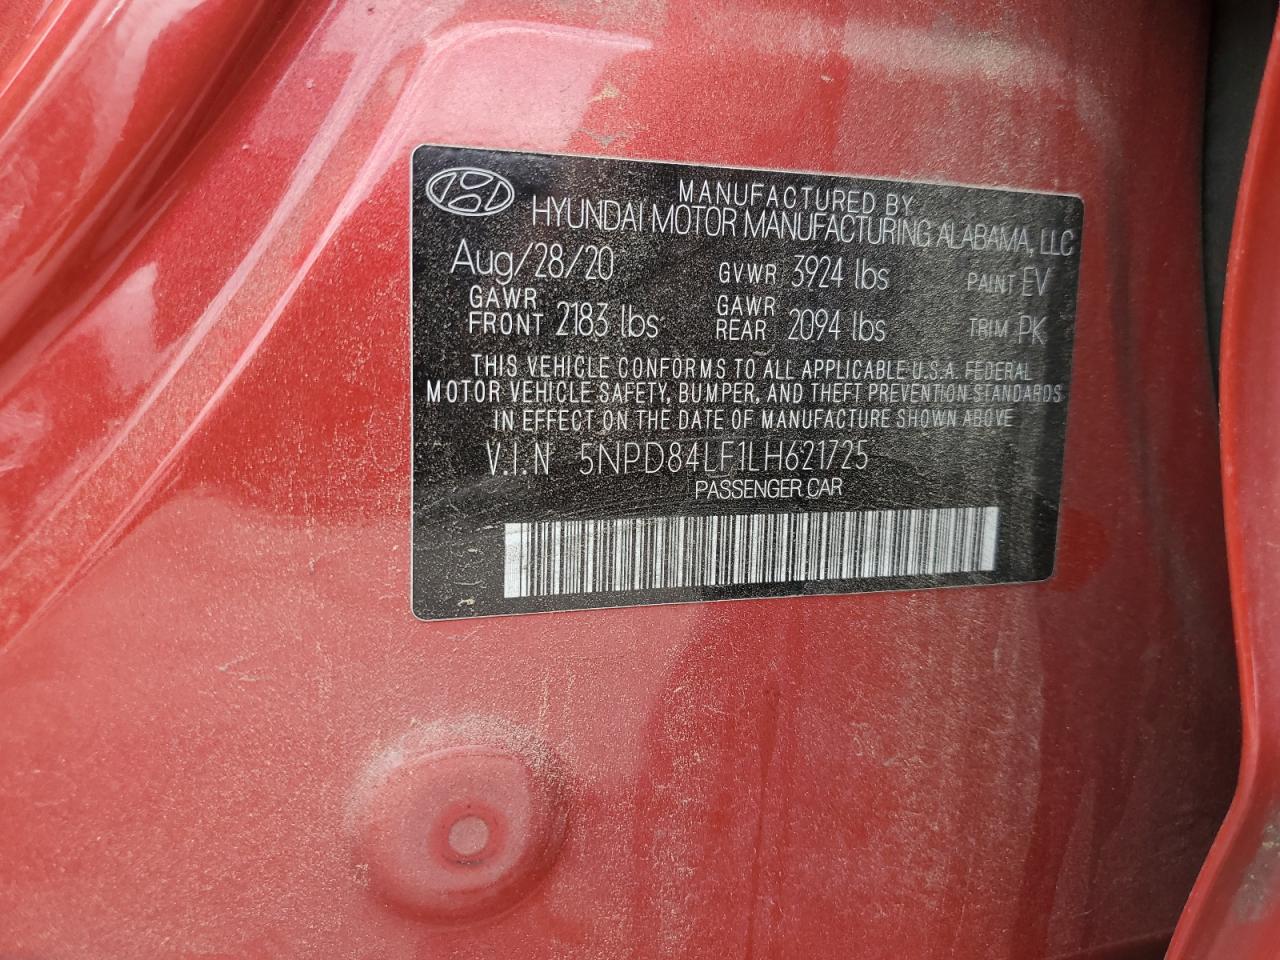 MANUFACTURED BY
HYUNDAI MOTOR MANUFACTURING ALABAMA, LLC
Aug/28/20 GVWR 3924 lbs PAINT EV
GAWR FRONT 2183 lbs GAWR REAR 2094 lbs TRIM PK
THIS VEHICLE CONFORMS TO ALL APPLICABLE U.S.A. FEDERAL
MOTOR VEHICLE SAFETY, BUMPER, AND THEFT PREVENTION STANDARDS
IN EFFECT ON THE DATE OF MANUFACTURE SHOWN ABOVE
V.I.N 5NPD84LF1LH621725
PASSENGER CAR